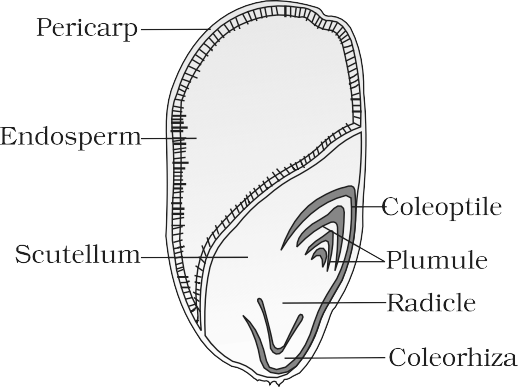 Pericarp
Endosperm
Coleoptile
Scutellum
Plumule
Radicle
Coleorhiza